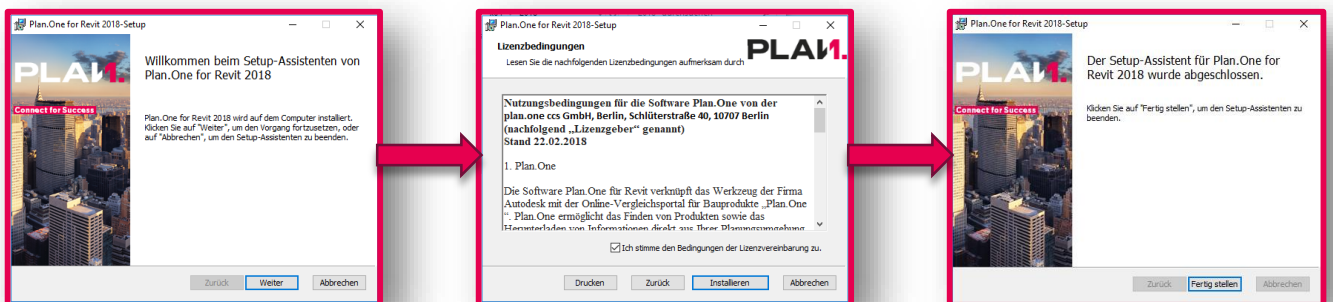 Plan.One for Revit 2018-Setup
PLAN1.
Connect for Success
Willkommen beim Setup-Assistenten von
Plan.One for Revit 2018
Plan.One for Revit 2018 wird auf dem Computer installiert.
Klicken Sie auf "Weiter", um den Vorgang fortzusetzen, oder
auf "Abbrechen", um den Setup-Assistenten zu beenden.
Zurück Weiter Abbrechen
Plan.One for Revit 2018-Setup
Lizenzbedingungen
Lesen Sie die nachfolgenden Lizenzbedingungen aufmerksam durch
PLAN1.
Nutzungsbedingungen für die Software Plan.One von der
plan.one ccs GmbH, Berlin, Schlüterstraße 40, 10707 Berlin
(nachfolgend „Lizenzgeber“ genannt)
Stand 22.02.2018
1. Plan.One
Die Software Plan.One für Revit verknüpft das Werkzeug der Firma
Autodesk mit der Online-Vergleichsportal für Bauprodukte „Plan.One
“. Plan.One ermöglicht das Finden von Produkten sowie das
Herunterladen von Informationen direkt aus Ihrer Planungsumgebung
Ich stimme den Bedingungen der Lizenzvereinbarung zu.
Drucken Zurück Installieren Abbrechen
Plan.One for Revit 2018-Setup
PLAN1.
Connect for Success
Der Setup-Assistent für Plan.One for
Revit 2018 wurde abgeschlossen.
Klicken Sie auf "Fertig stellen", um den Setup-Assistenten zu
beenden.
Zurück Fertig stellen Abbrechen